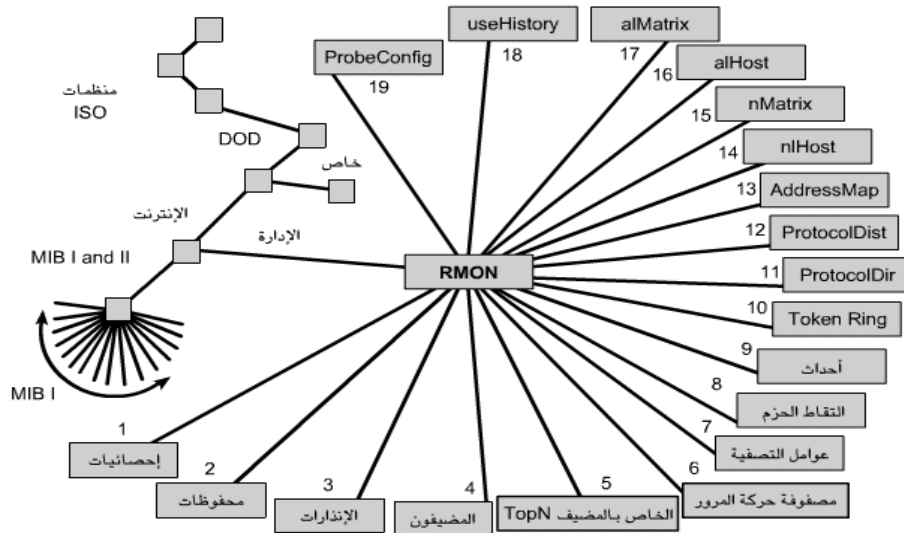 useHistory
18
alMatrix
17
ProbeConfig
19
alHost
16
nMatrix
15
nlHost
14
AddressMap
13
ProtocolDist
12
ProtocolDir
11
Token Ring
10
أحداث
9
التقاط الحزم
8
عوامل التصفية
7
مصفوفة حركة المرور
6
الخاص بالمضيف TopN
5
المضيفون
4
الإنذارات
3
محفوظات
2
إحصائيات
1
RMON
منظمات
ISO
DOD
خاص
الإنترنت
الإدارة
MIB I and II
MIB I